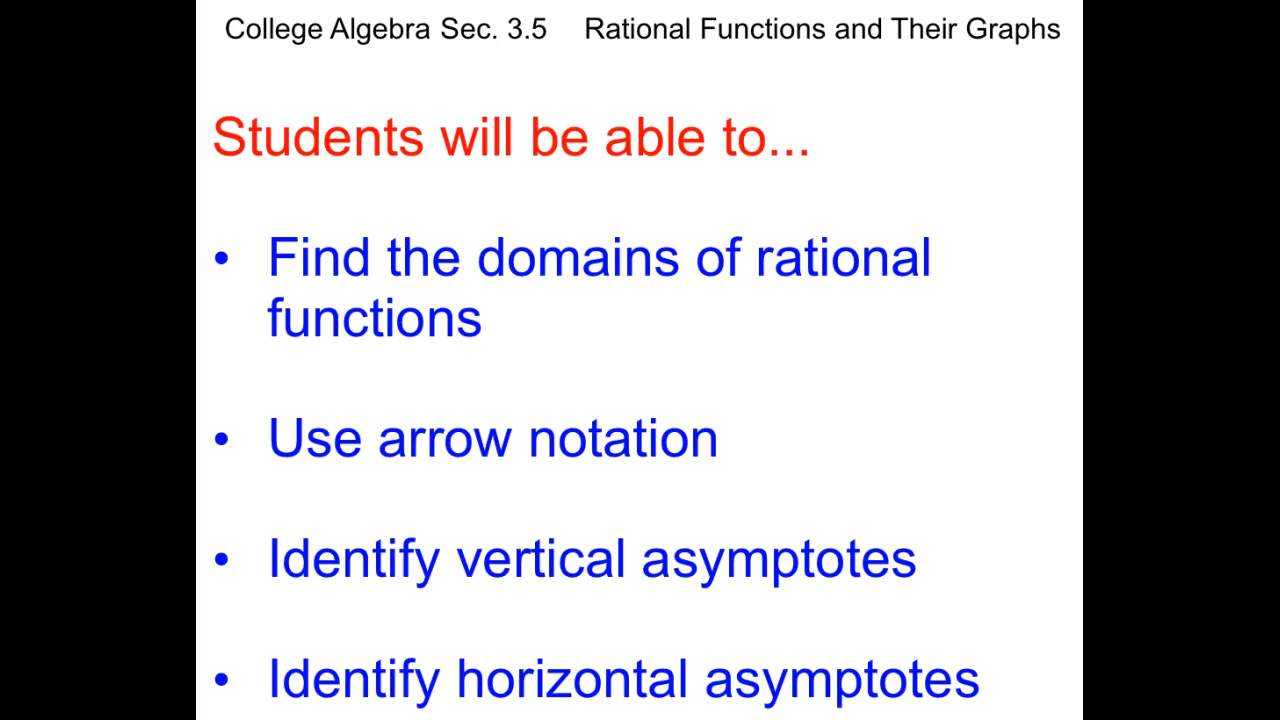 College Algebra Sec. 3.5 Rational Functions and Their Graphs
Students will be able to...
• Find the domains of rational
functions
• Use arrow notation
• Identify vertical asymptotes
• Identify horizontal asymptotes